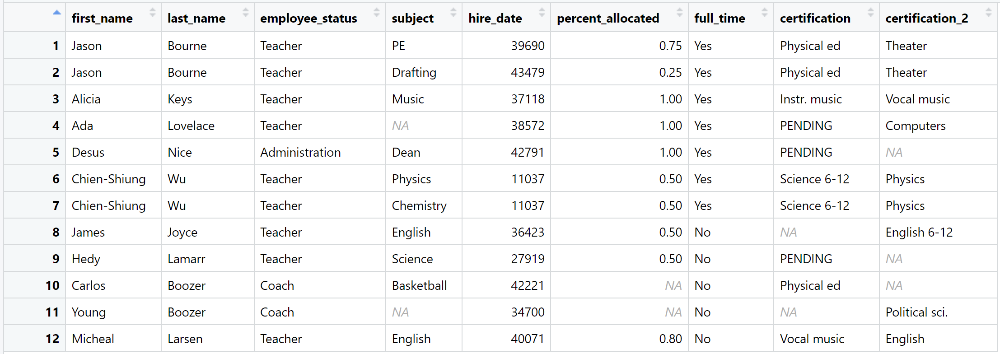 first_name last_name employee_status subject hire_date percent_allocated full_time certification certification_2
1 Jason Bourne Teacher PE 39690 0.75 Yes Physical ed Theater
2 Jason Bourne Teacher Drafting 43479 0.25 Yes Physical ed Theater
3 Alicia Keys Teacher Music 37118 1.00 Yes Instr. music Vocal music
4 Ada Lovelace Teacher NA 38572 1.00 Yes PENDING Computers
5 Desus Nice Administration Dean 42791 1.00 Yes PENDING NA
6 Chien-Shiung Wu Teacher Physics 11037 0.50 Yes Science 6-12 Physics
7 Chien-Shiung Wu Teacher Chemistry 11037 0.50 Yes Science 6-12 Physics
8 James Joyce Teacher English 36423 0.50 No NA English 6-12
9 Hedy Lamarr Teacher Science 27919 0.50 No PENDING NA
10 Carlos Boozer Coach Basketball 42221 NA No Physical ed NA
11 Young Boozer Coach NA 34700 NA No NA Political sci.
12 Micheal Larsen Teacher English 40071 0.80 No Vocal music English